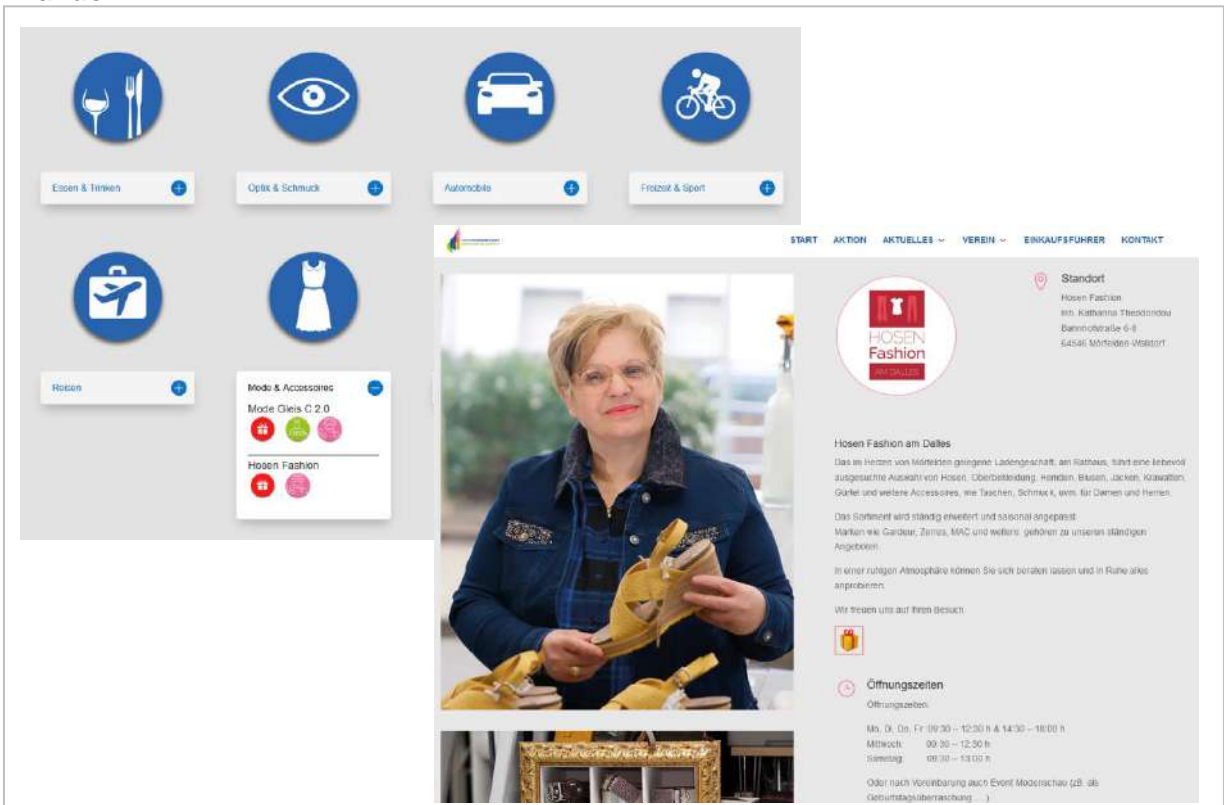 Essen & Trinken
Optik & Schmuck
Automobile
Freizeit & Sport
Reisen
Mode & Accessoires
Mode Gleis C 2.0
Hosen Fashion
START AKTION AKTUELLES VEREIN EINKAUFSFÜHRER KONTAKT
HOSEN
Fashion
AM DALLES
Standort
Hosen Fashion
Inh. Katharina Theodoridou
Bahnhofstraße 6-8
64546 Mörfelden-Walldorf
Hosen Fashion am Dalles
Das im Herzen von Mörfelden gelegene Ladengeschäft, am Rathaus, führt eine liebevoll
ausgesuchte Auswahl von Hosen, Oberbekleidung, Hemden, Blusen, Jacken, Krawatten,
Gürtel und weitere Accessoires, wie Taschen, Schmuck, uvm. für Damen und Herren.
Das Sortiment wird ständig erweitert und saisonal angepasst.
Marken wie Gardeur, Zerres, MAC und weitere gehören zu unseren ständigen
Angeboten.
In einer ruhigen Atmosphäre können Sie sich beraten lassen und in Ruhe alles
anprobieren.
Wir freuen uns auf Ihren Besuch
Öffnungszeiten
Öffnungszeiten:
Mo, Di, Do, Fr: 09:30 – 12:30 h & 14:30 – 18:00 h
Mittwoch: 09:30 – 12:30 h
Samstag: 09:30 – 13:00 h
Oder nach Vereinbarung auch Event Modenschau (zB. als
Geburtstagsüberraschung ... )